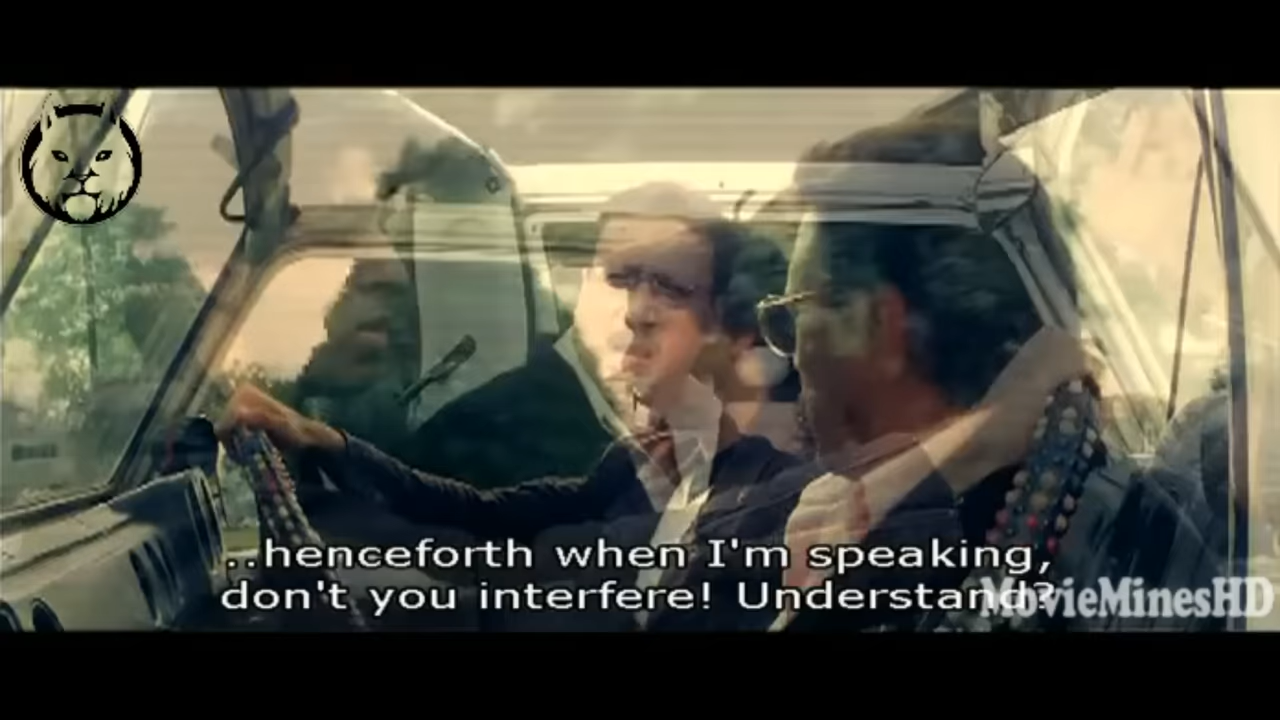 ..henceforth when I'm speaking,
don't you interfere! Understand?
MovieMinesHD